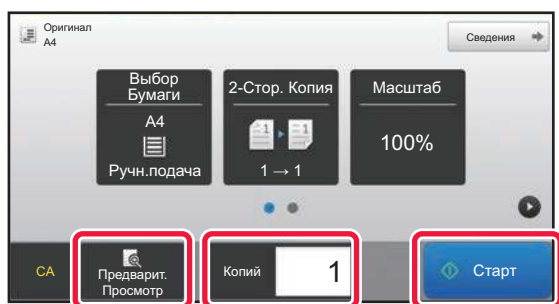 Оригинал
A4
Сведения
Выбор
Бумаги
A4
Ручн.подача
2-Стор. Копия
1 → 1
Масштаб
100%
CA
Предварит.
Просмотр
Копий
1
Старт